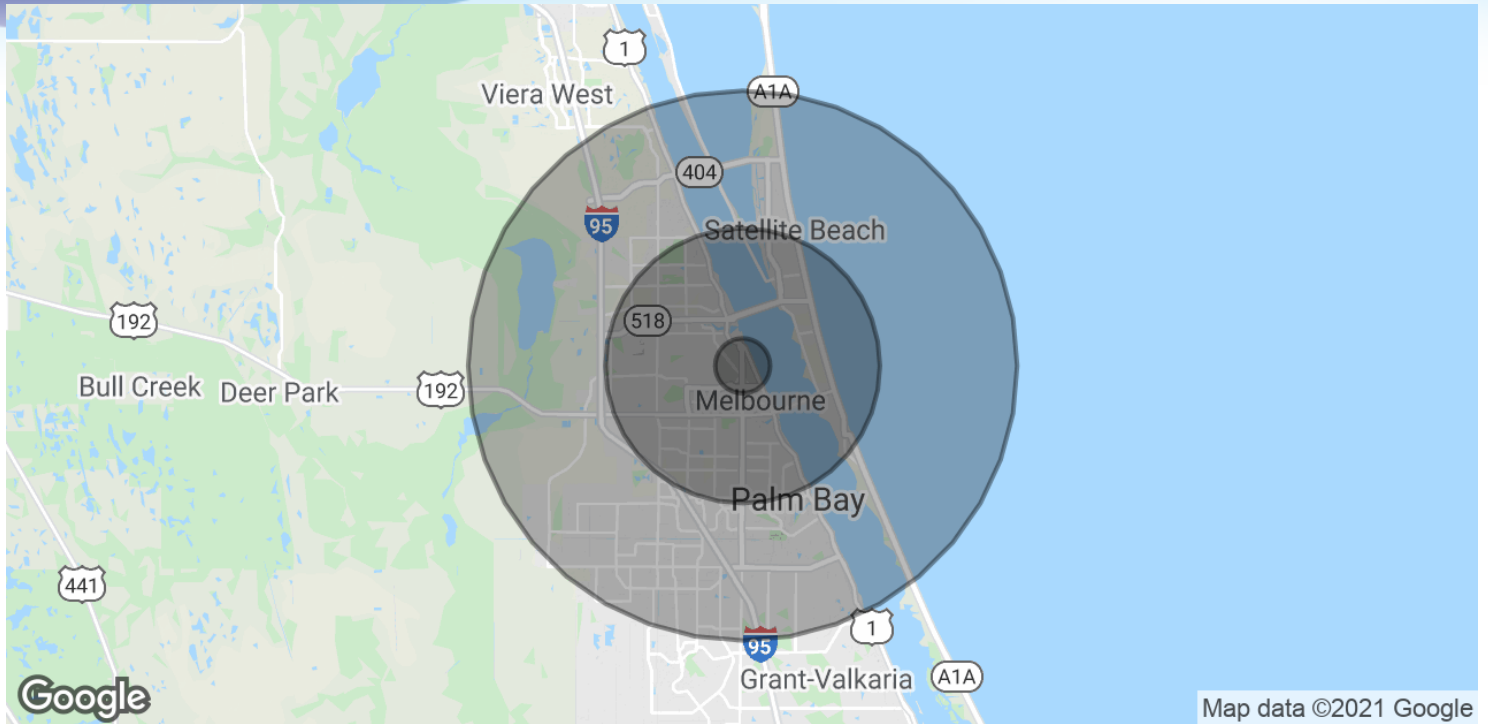 1
Viera West
A1A
404
95
Satellite Beach
518
192
Bull Creek
Deer Park
192
Melbourne
Palm Bay
441
1
95
Grant-Valkaria
A1A
Google
Map data ©2021 Google